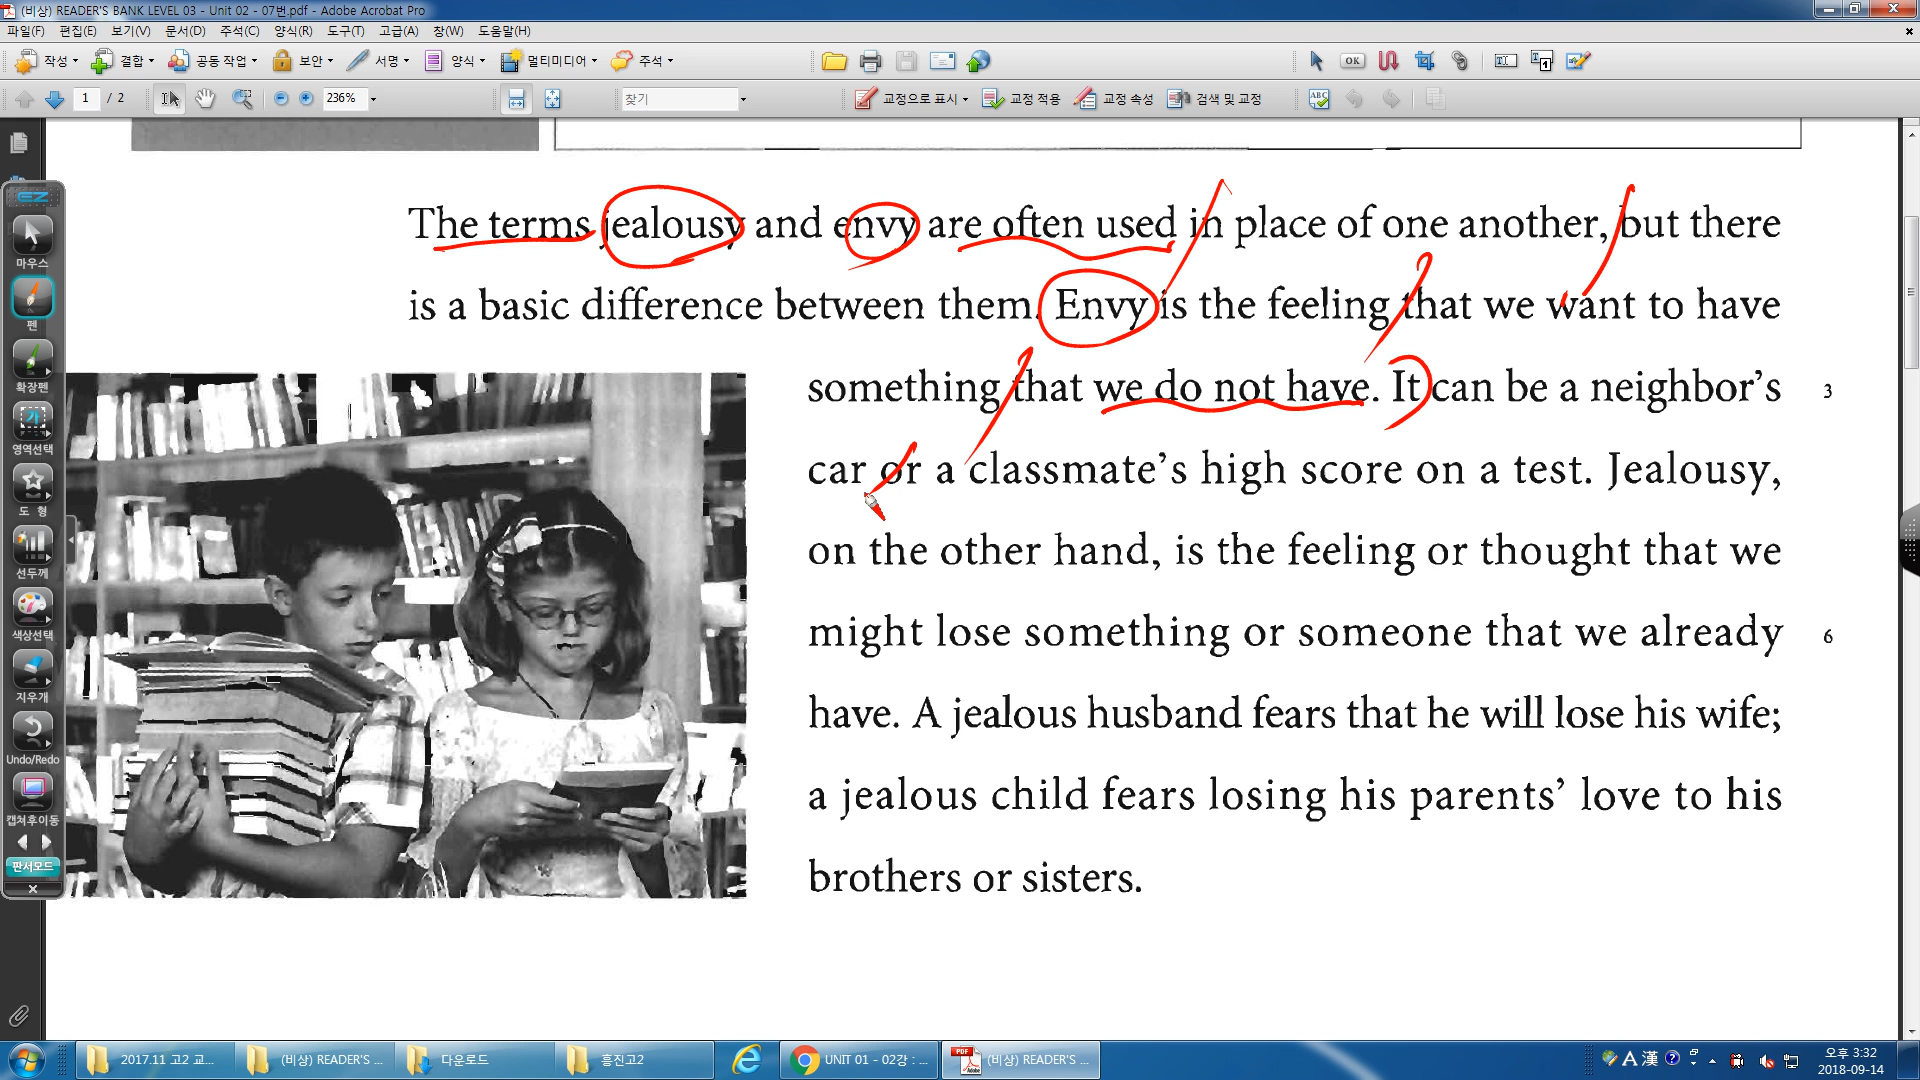 (비상) READER'S BANK LEVEL 03 - Unit 02 - 07번.pdf - Adobe Acrobat Pro
파일(F) 편집(E) 보기(V) 문서(D) 주석(C) 양식(R) 도구(T) 고급(A) 창(W) 도움말(H)
작성 결합 공동 작업 보안 서명 양식 멀티미디어 주석 OK
1 / 2 236% 찾기 교정으로 표시 교정 적용 교정 속성 검색 및 교정
EZ
마우스
펜
확장펜
영역선택
도 형
선두께
색상선택
지우개
Undo/Redo
캡쳐후이동
판서모드
The terms jealousy and envy are often used in place of one another, but there
is a basic difference between them. Envy is the feeling that we want to have
something that we do not have. It can be a neighbor's 3
car or a classmate's high score on a test. Jealousy,
on the other hand, is the feeling or thought that we
might lose something or someone that we already 6
have. A jealous husband fears that he will lose his wife;
a jealous child fears losing his parents' love to his
brothers or sisters.
2017.11 고2 교... (비상) READER'S ... 다운로드 흥진고2 UNIT 01 - 02강 : ... (비상) READER'S ... A 漢 오후 3:32
2018-09-14